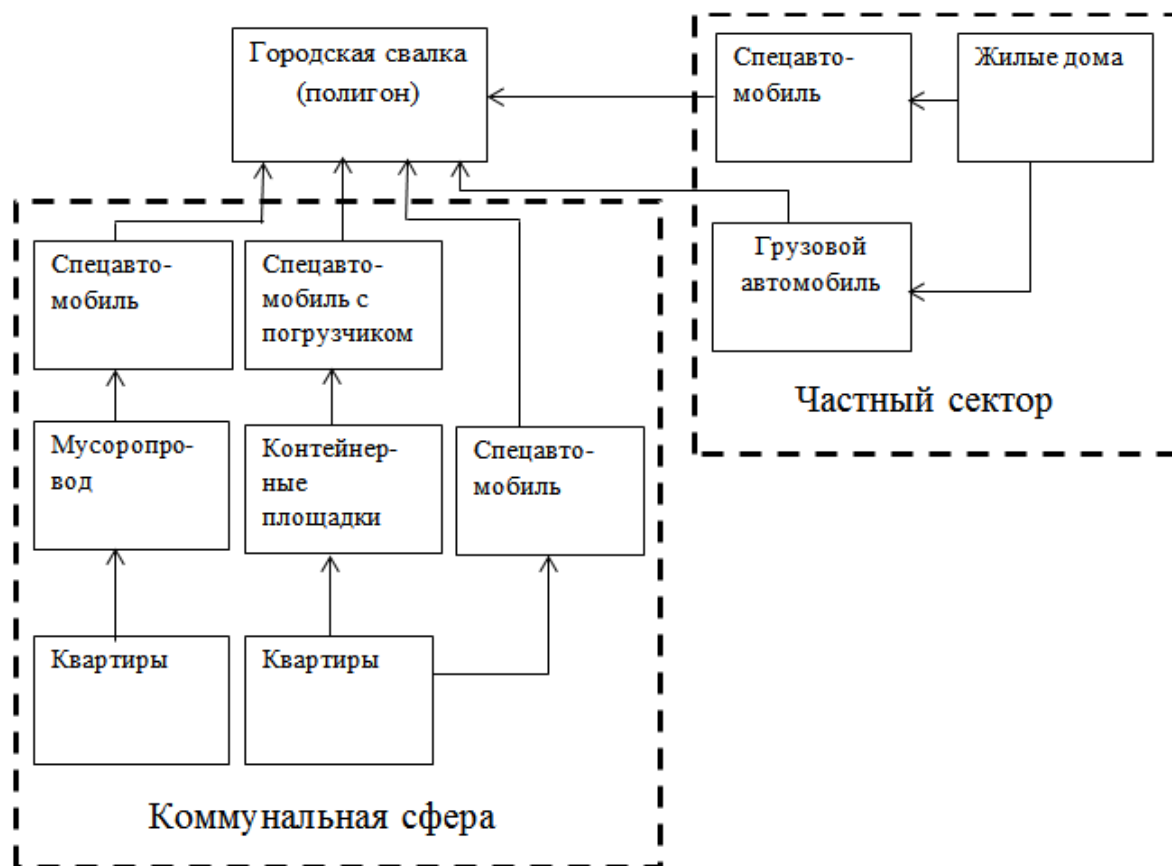 Городская свалка
(полигон)
Спецавто-
мобиль
Жилые дома
Грузовой
автомобиль
Частный сектор
Спецавто-
мобиль
Спецавто-
мобиль с
погрузчиком
Мусоропро-
вод
Контейнер-
ные
площадки
Спецавто-
мобиль
Квартиры
Квартиры
Коммунальная сфера